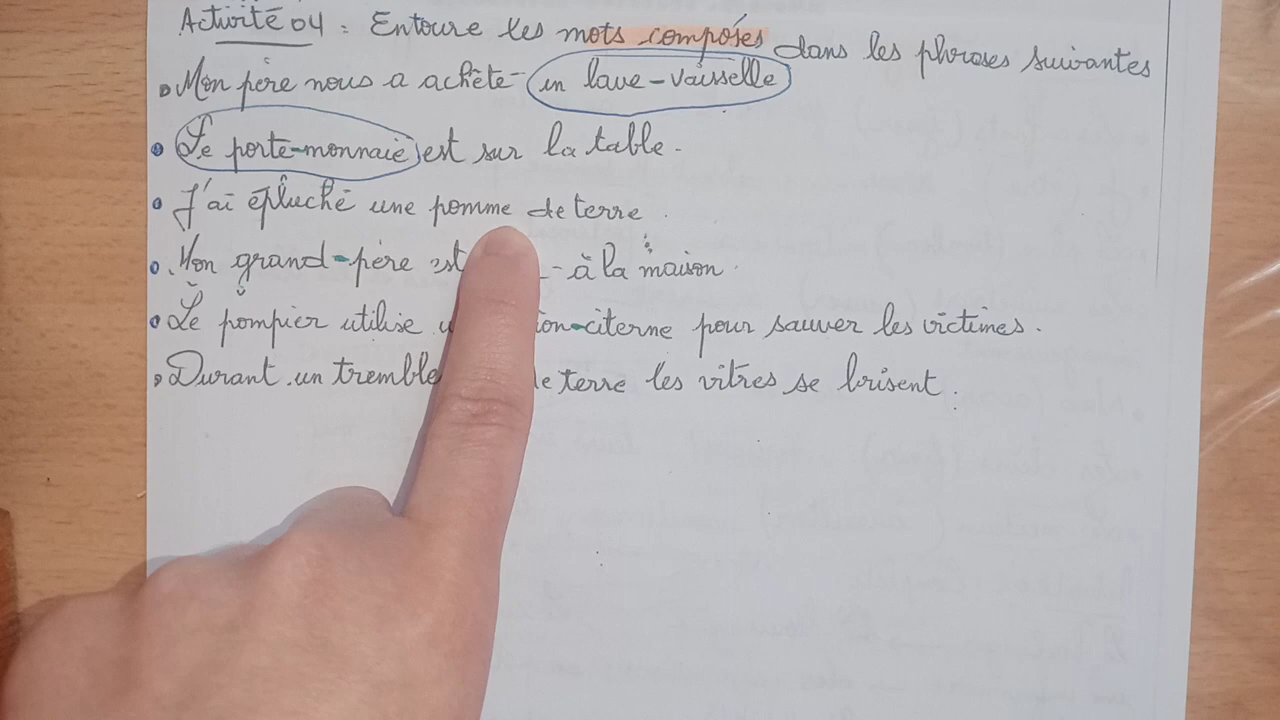 Activité 04 : Entoure les mots composés dans les phrases suivantes
Mon père nous a achète un lave-vaisselle
Le porte-monnaie est sur la table.
J'ai épluché une pomme de terre.
Mon grand-père est à la maison.
Le pompier utilise citerne pour sauver les victimes.
Durant un terre les vitres se brisent.